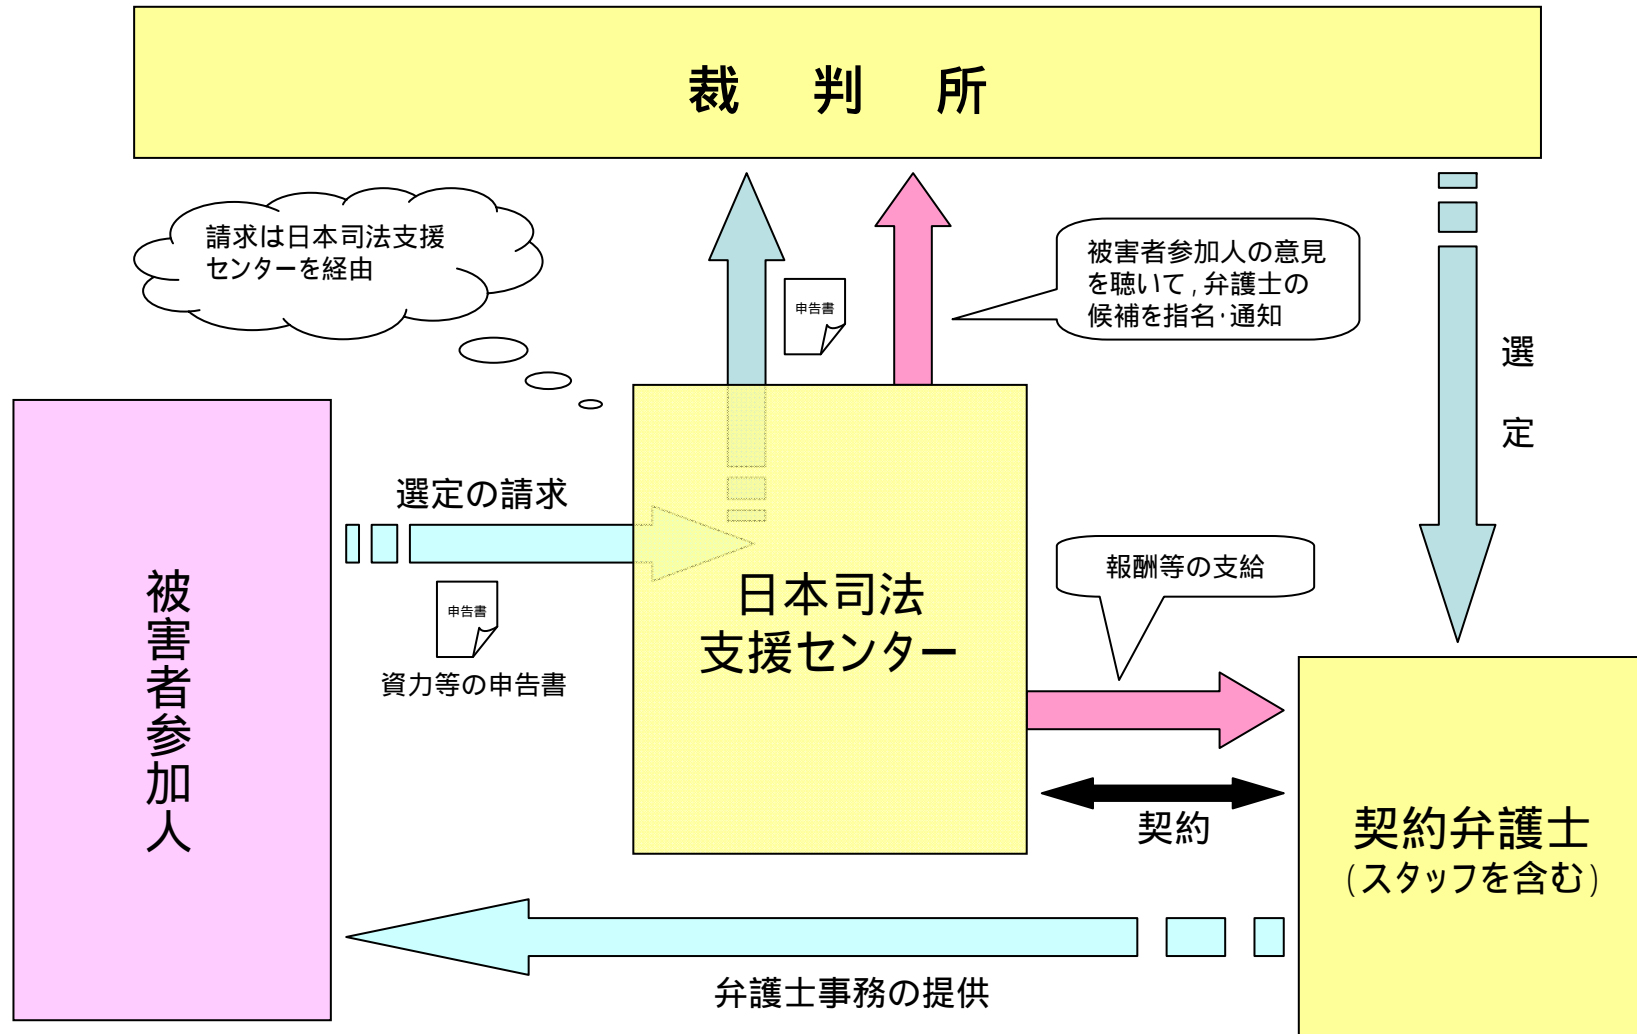 裁 判 所
請求は日本司法支援
センターを経由
申告書
被害者参加人の意見
を聴いて,弁護士の
候補を指名・通知
選定
選定の請求
申告書
資力等の申告書
被害者参加人
日本司法
支援センター
報酬等の支給
契約
契約弁護士
(スタッフを含む)
弁護士事務の提供